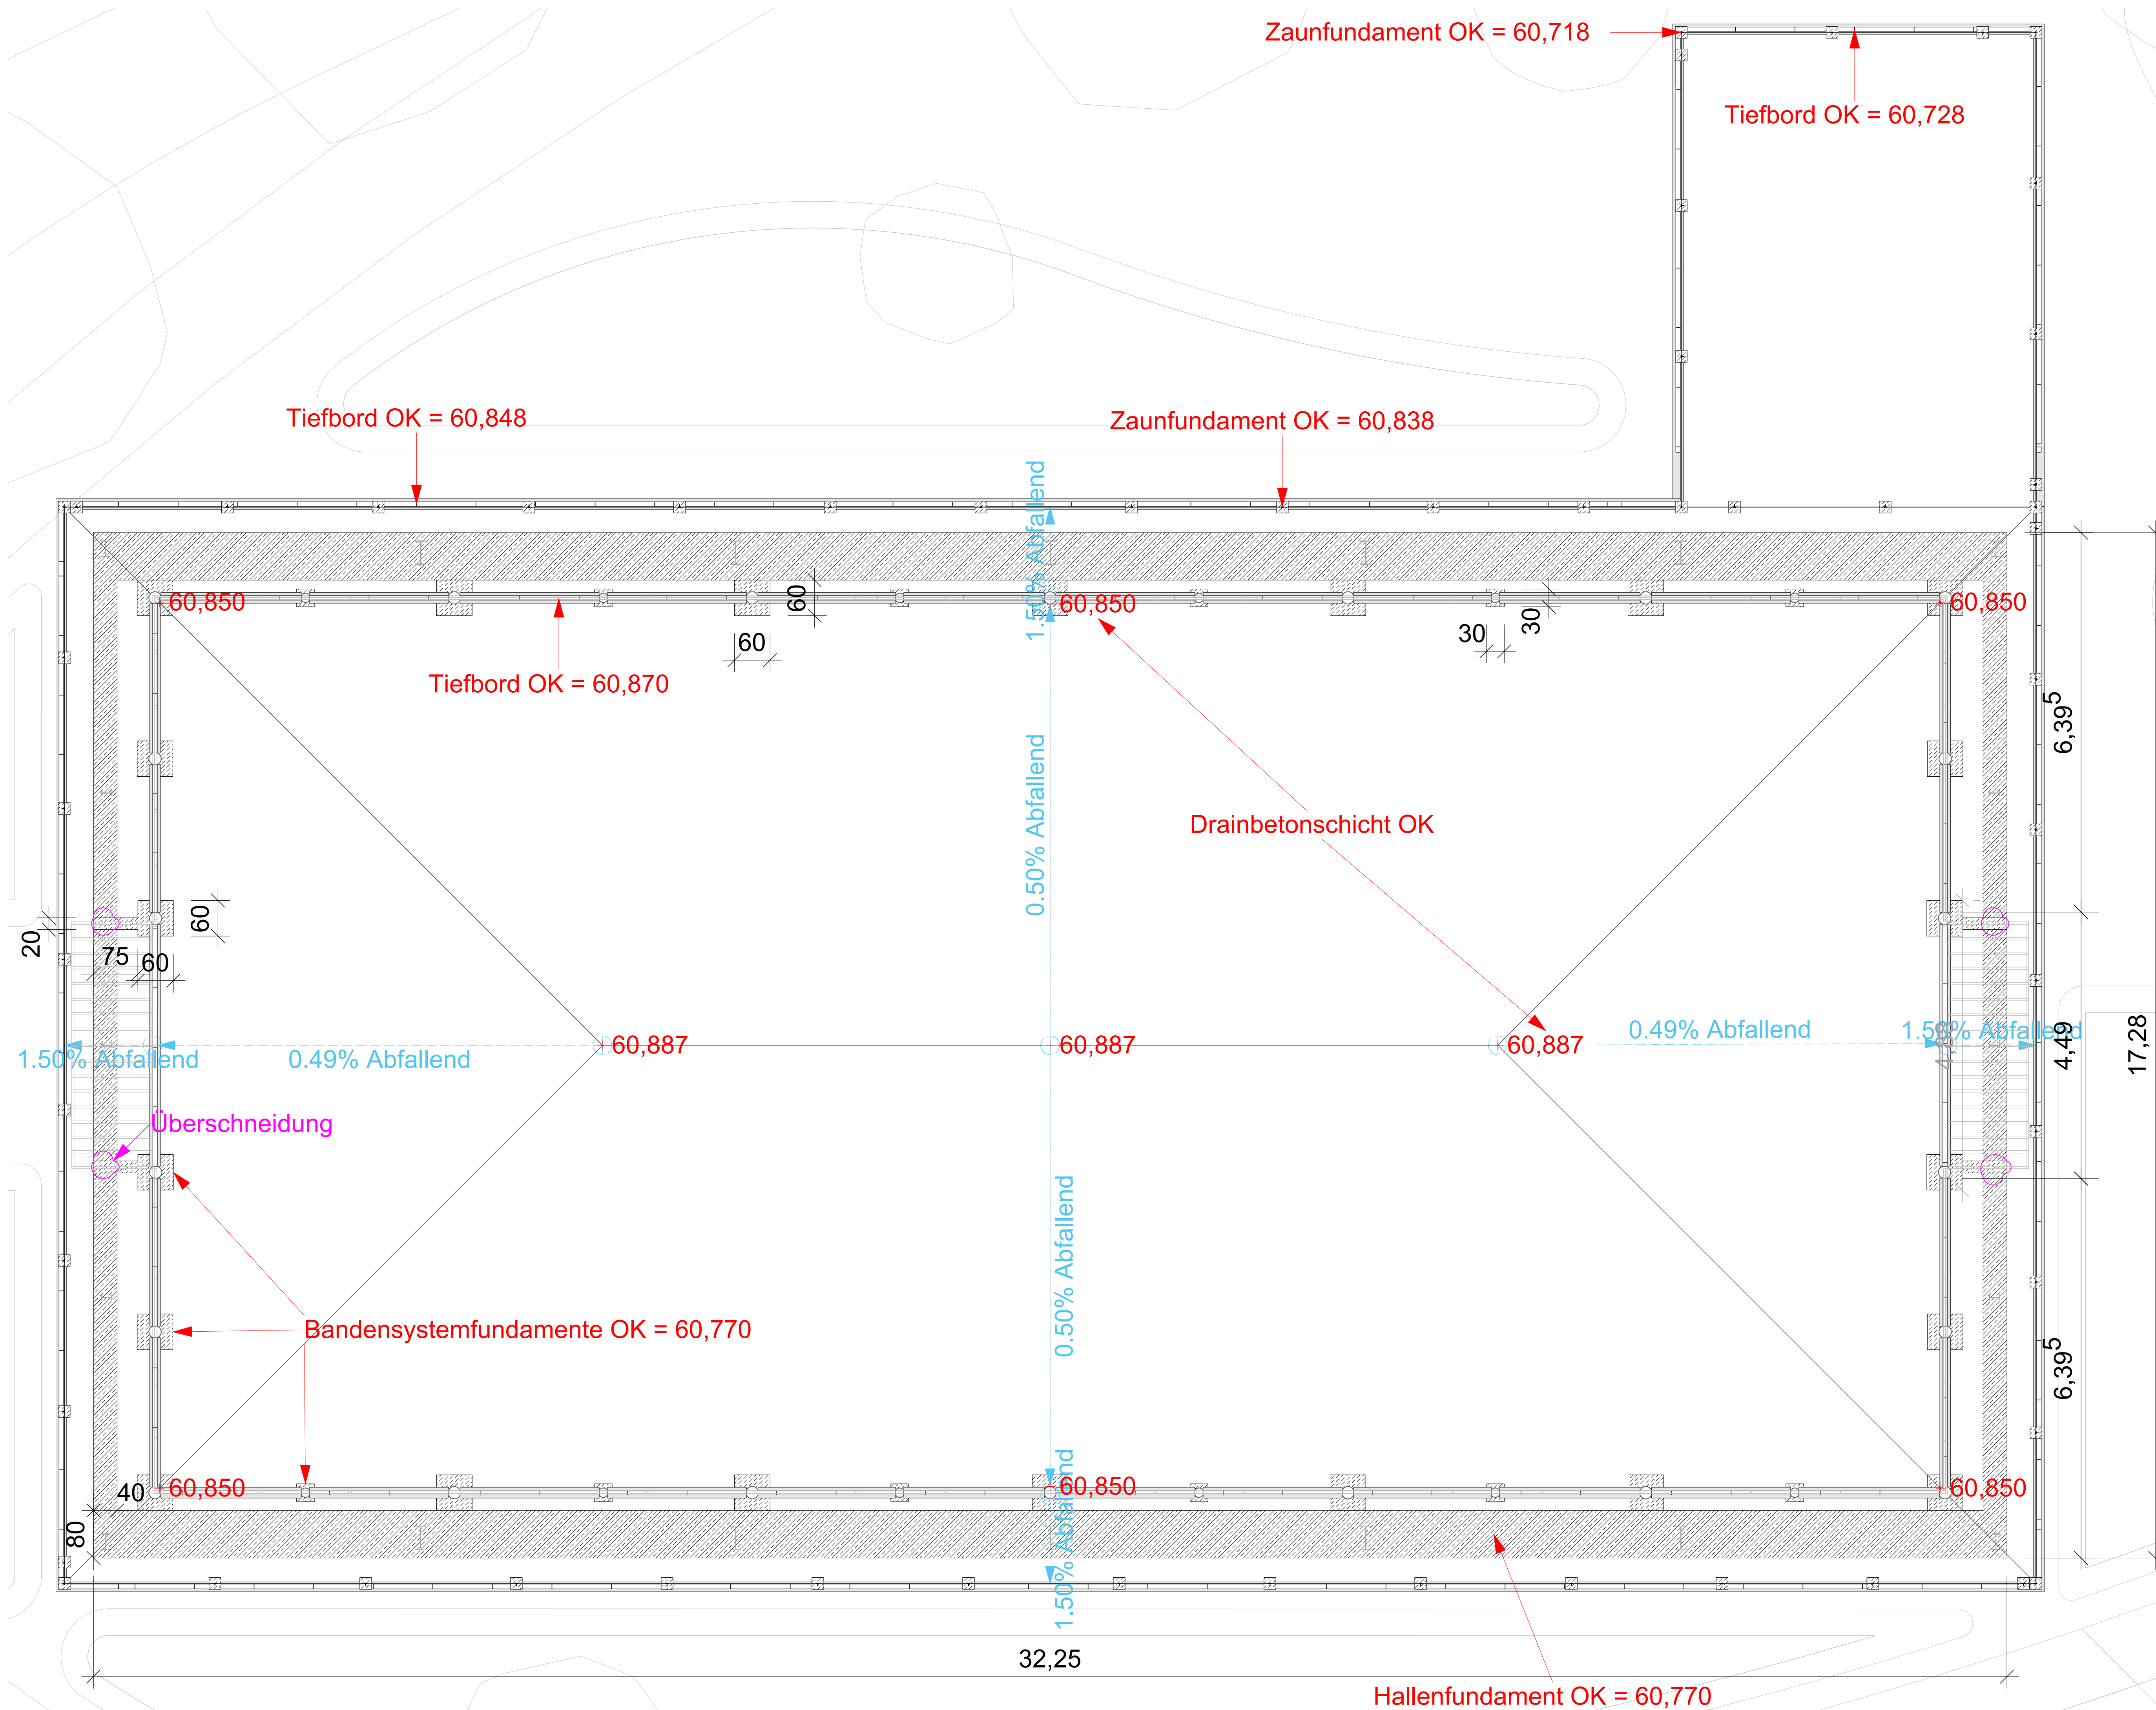 Zaunfundament OK = 60,718
Tiefbord OK = 60,728
Tiefbord OK = 60,848
Zaunfundament OK = 60,838
1.50% Abfallend
60,850
60,850
60,850
60
60
30
30
Tiefbord OK = 60,870
6,39⁵
0.50% Abfallend
Drainbetonschicht OK
20
75
60
60
1.50% Abfallend
0.49% Abfallend
60,887
60,887
60,887
0.49% Abfallend
1.50% Abfallend
4,88
4,49
17,28
Überschneidung
0.50% Abfallend
Bandensystemfundamente OK = 60,770
6,39⁵
40
60,850
60,850
60,850
80
1.50% Abfallend
32,25
Hallenfundament OK = 60,770